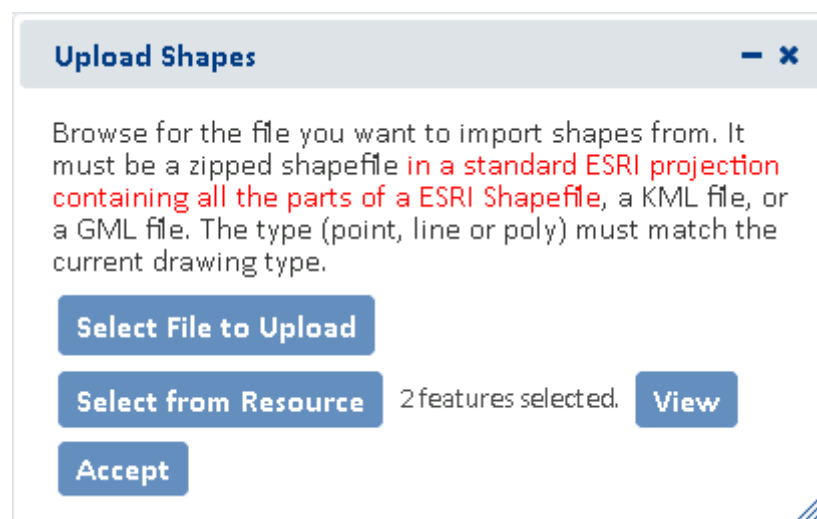 Upload Shapes
Browse for the file you want to import shapes from. It
must be a zipped shapefile in a standard ESRI projection
containing all the parts of a ESRI Shapefile, a KML file, or
a GML file. The type (point, line or poly) must match the
current drawing type.
Select File to Upload
Select from Resource 2 features selected. View
Accept